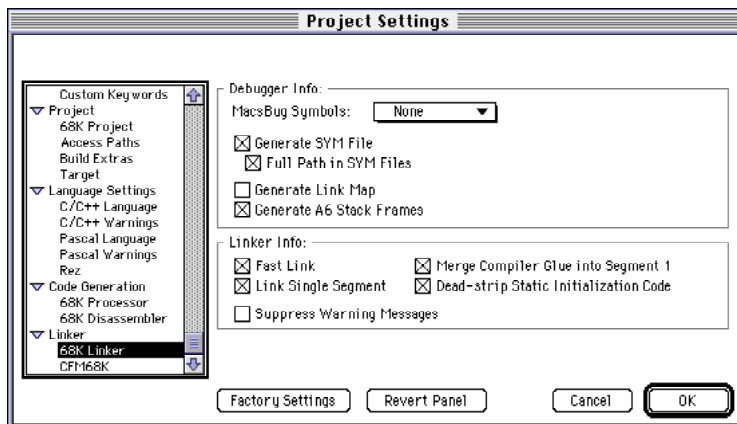 Project Settings
Custom Keywords
Project
68K Project
Access Paths
Build Extras
Target
Language Settings
C/C++ Language
C/C++ Warnings
Pascal Language
Pascal Warnings
Rez
Code Generation
68K Processor
68K Disassembler
Linker
68K Linker
CFM68K
Debugger Info:
MacsBug Symbols: None
Generate SYM File
Full Path in SYM Files
Generate Link Map
Generate A6 Stack Frames
Linker Info:
Fast Link Merge Compiler Glue into Segment 1
Link Single Segment Dead-strip Static Initialization Code
Suppress Warning Messages
Factory Settings Revert Panel Cancel OK